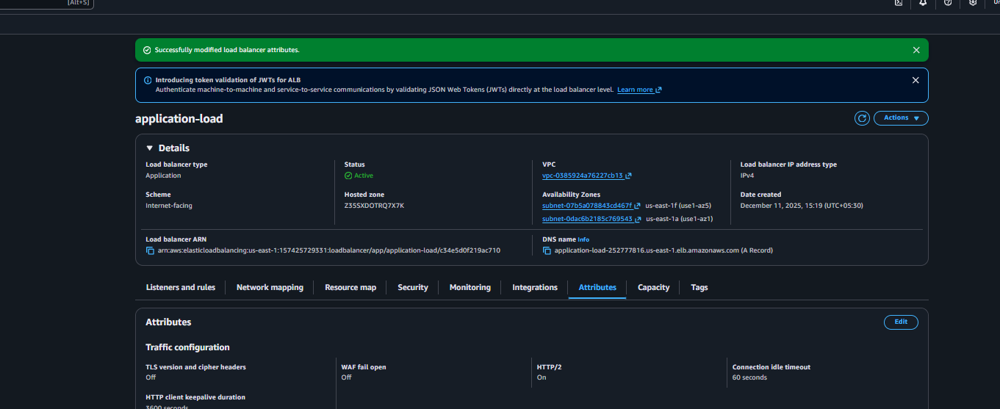 [Alt+S]
Successfully modified load balancer attributes.
Introducing token validation of JWTs for ALB
Authenticate machine-to-machine and service-to-service communications by validating JSON Web Tokens (JWTs) directly at the load balancer level. Learn more
application-load
Actions
Details
Load balancer type
Application
Status
Active
VPC
vpc-0385924a76227cb13
Load balancer IP address type
IPv4
Scheme
Internet-facing
Hosted zone
Z35SXDOTRQ7X7K
Availability Zones
subnet-07b5a078843cd467f us-east-1f (use1-az5)
subnet-0dac6b2185c769543 us-east-1a (use1-az1)
Date created
December 11, 2025, 15:19 (UTC+05:30)
Load balancer ARN
arn:aws:elasticloadbalancing:us-east-1:157425729331:loadbalancer/app/application-load/c34e5d0f219ac710
DNS name Info
application-load-252777816.us-east-1.elb.amazonaws.com (A Record)
Listeners and rules Network mapping Resource map Security Monitoring Integrations Attributes Capacity Tags
Attributes
Edit
Traffic configuration
TLS version and cipher headers
Off
WAF fail open
Off
HTTP/2
On
Connection idle timeout
60 seconds
HTTP client keepalive duration
3600 seconds